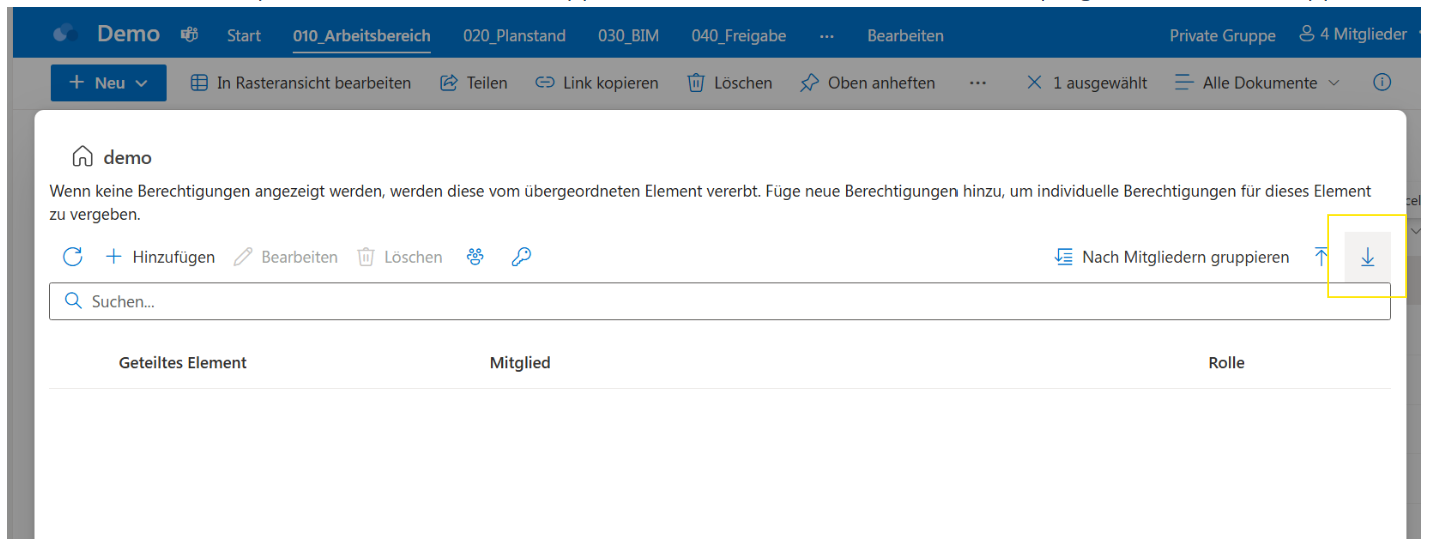 Demo Start 010_Arbeitsbereich 020_Planstand 030_BIM 040_Freigabe ... Bearbeiten Private Gruppe 4 Mitglieder
+ Neu In Rasteransicht bearbeiten Teilen Link kopieren Löschen Oben anheften ... 1 ausgewählt Alle Dokumente
demo
Wenn keine Berechtigungen angezeigt werden, werden diese vom übergeordneten Element vererbt. Füge neue Berechtigungen hinzu, um individuelle Berechtigungen für dieses Element
zu vergeben.
+ Hinzufügen Bearbeiten Löschen Nach Mitgliedern gruppieren
Suchen...
Geteiltes Element Mitglied Rolle